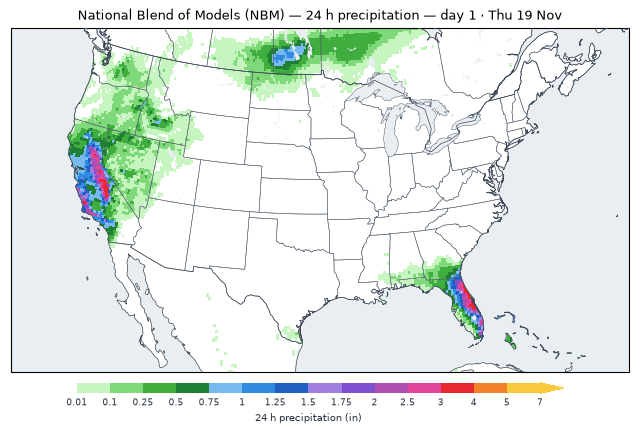 National Blend of Models (NBM) — 24 h precipitation — day 1 · Thu 19 Nov
0.01 0.1 0.25 0.5 0.75 1 1.25 1.5 1.75 2 2.5 3 4 5 7
24 h precipitation (in)